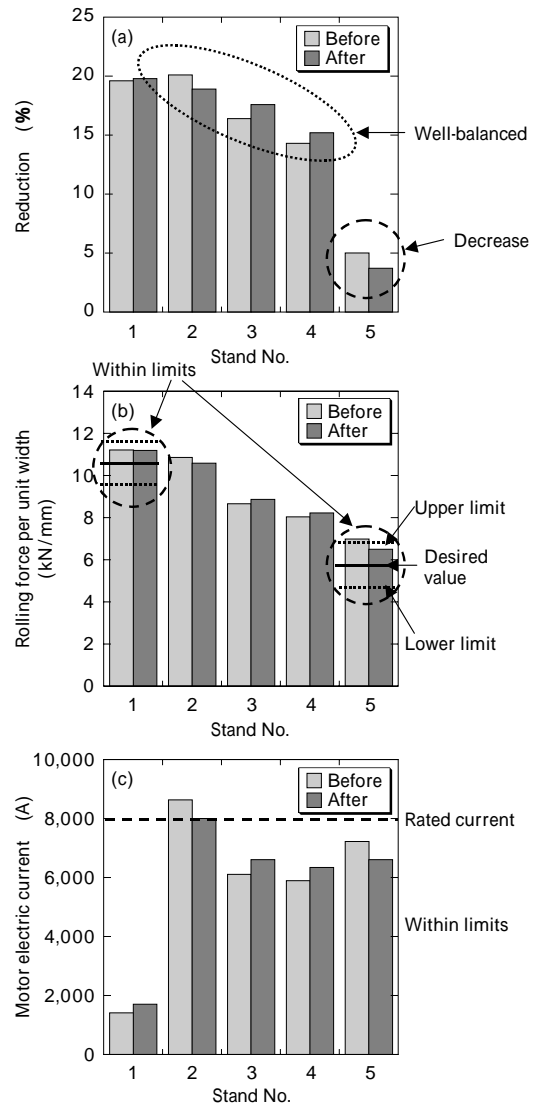 (a)
Before
After
25
20
15
10
5
0
Reduction (%)
Well-balanced
Decrease
1 2 3 4 5
Stand No.
Within limits
(b)
Before
After
14
12
10
8
6
4
2
0
Rolling force per unit width
(kN/mm)
Upper limit
Desired
value
Lower limit
1 2 3 4 5
Stand No.
(c)
Before
After
10,000
8,000
6,000
4,000
2,000
0
Motor electric current (A)
Rated current
Within limits
1 2 3 4 5
Stand No.